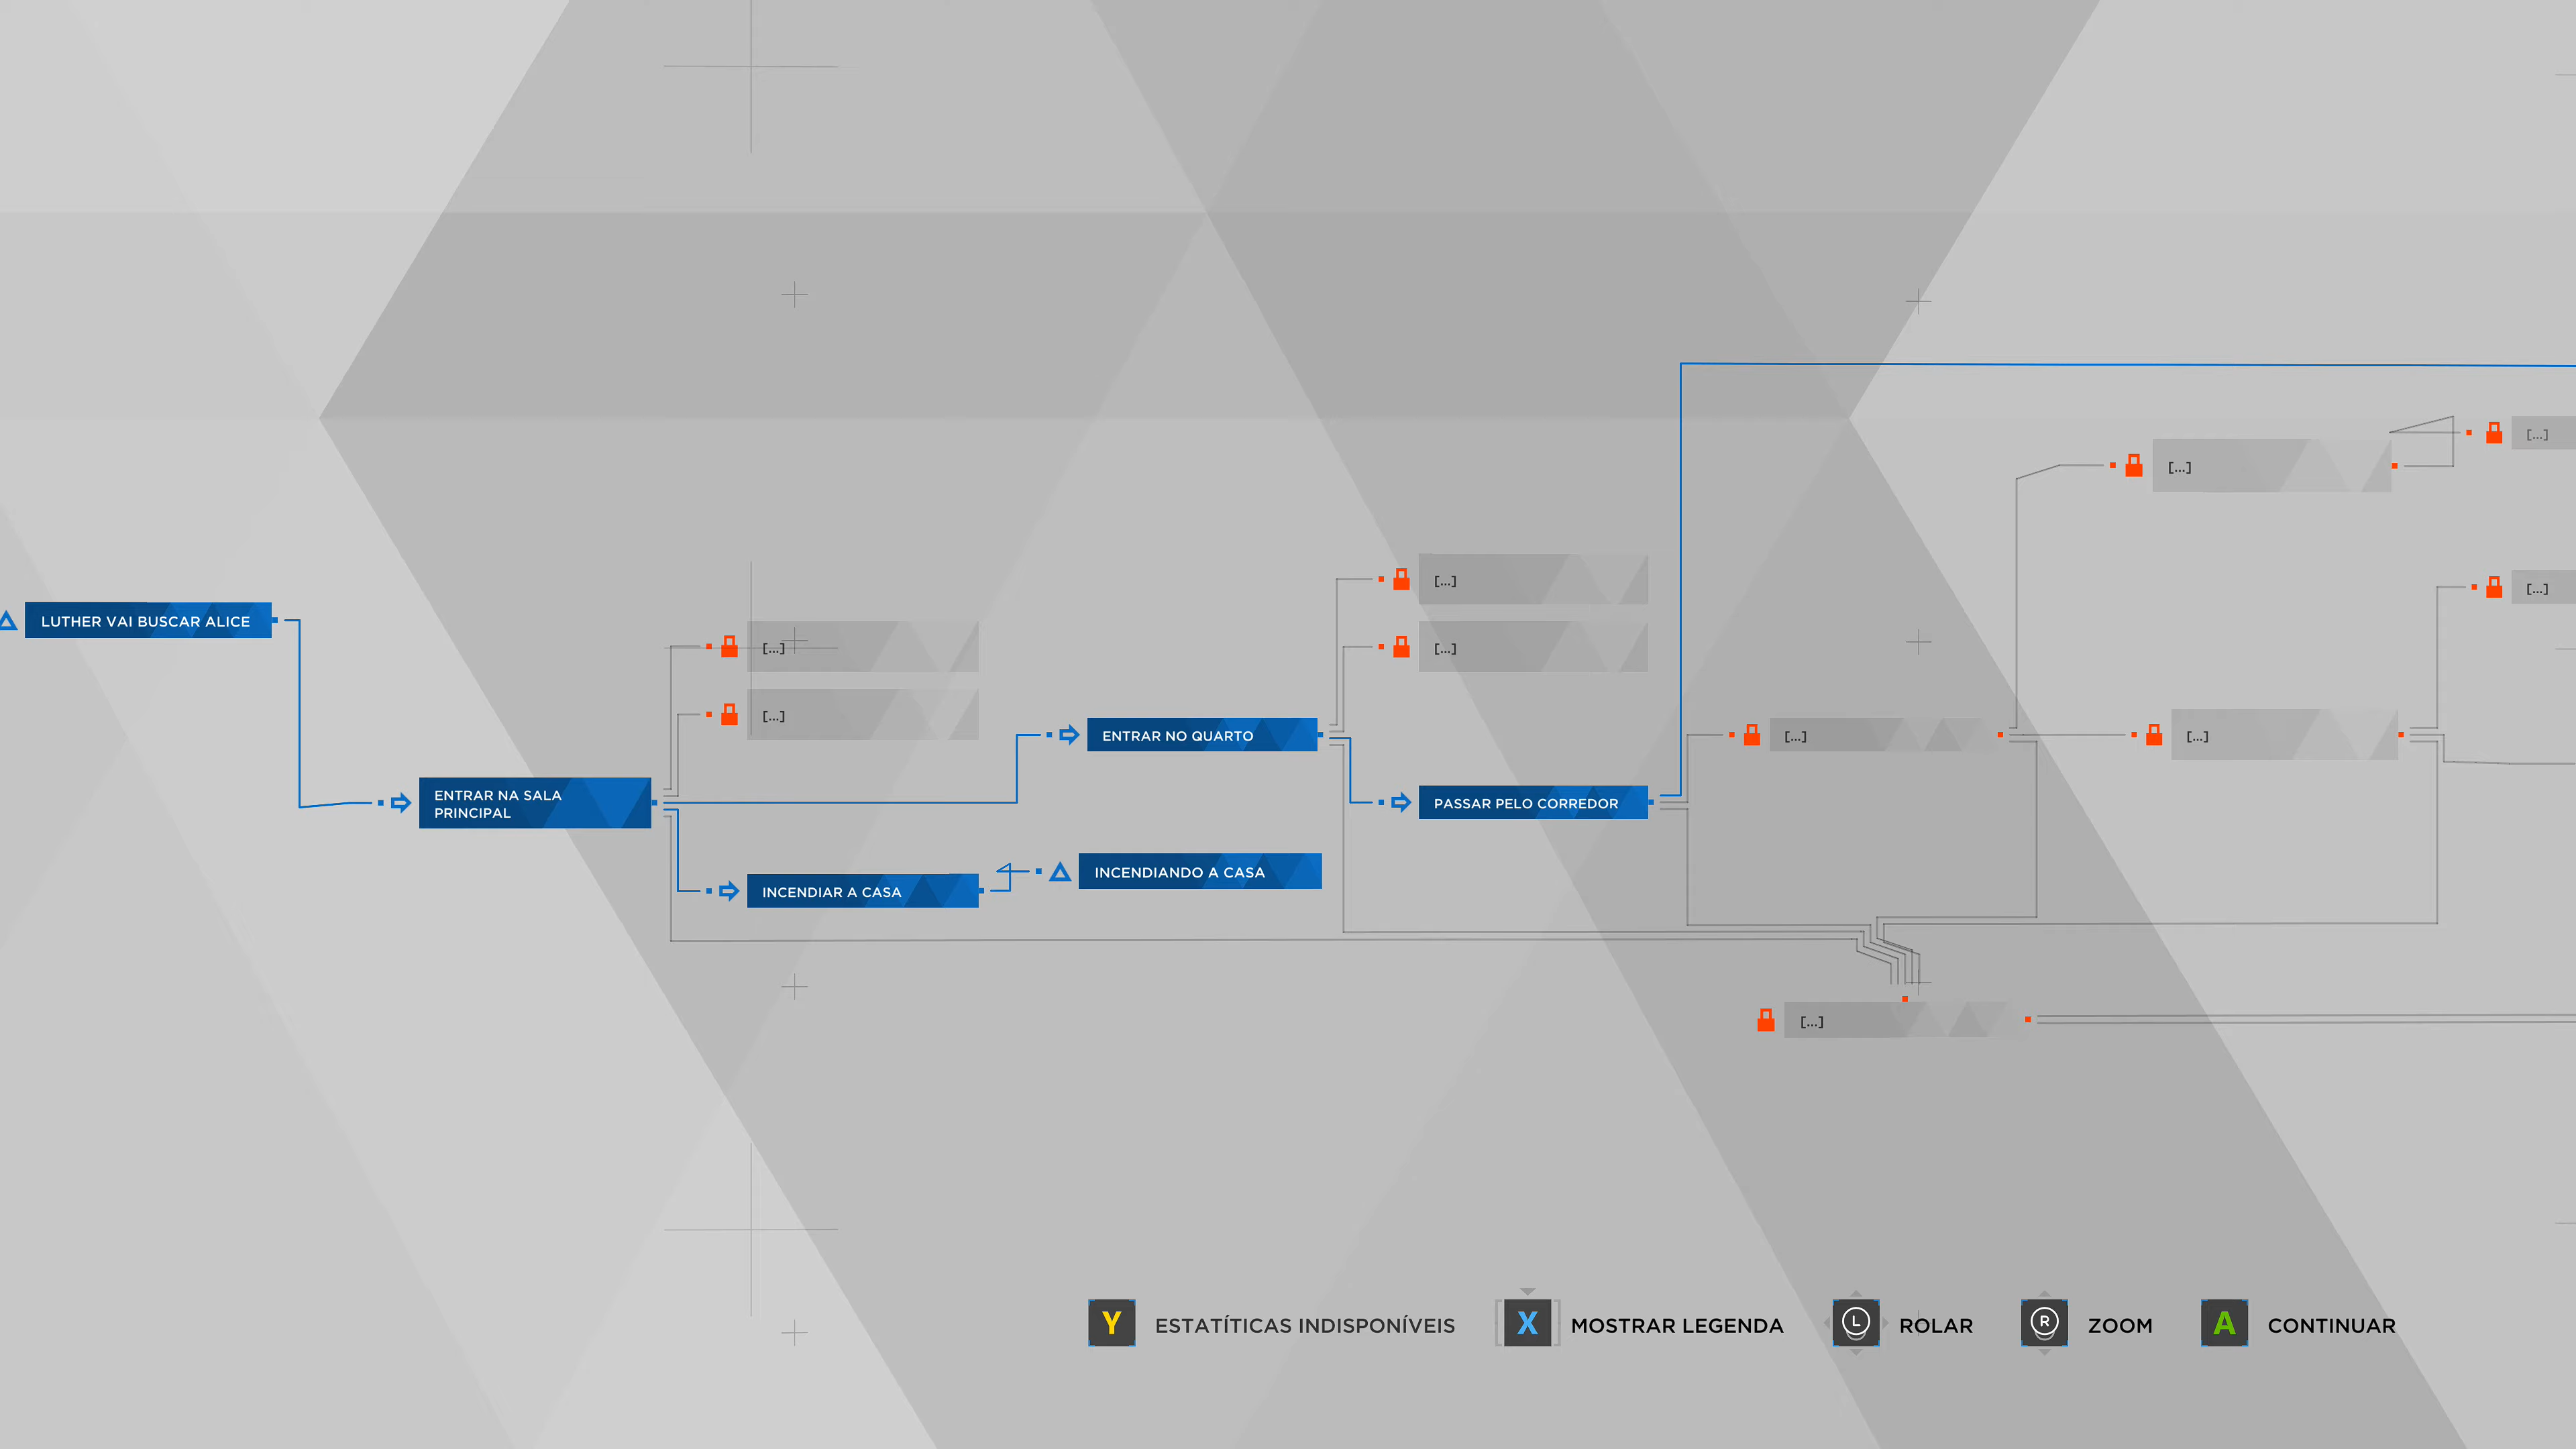 [...]
[...]
[...]
LUTHER VAI BUSCAR ALICE
[...]
[...]
[...]
[...]
[...]
ENTRAR NO QUARTO
[...]
[...]
ENTRAR NA SALA
PRINCIPAL
PASSAR PELO CORREDOR
INCENDIANDO A CASA
INCENDIAR A CASA
[...]
Y ESTATÍTICAS INDISPONÍVEIS X MOSTRAR LEGENDA L ROLAR R ZOOM A CONTINUAR